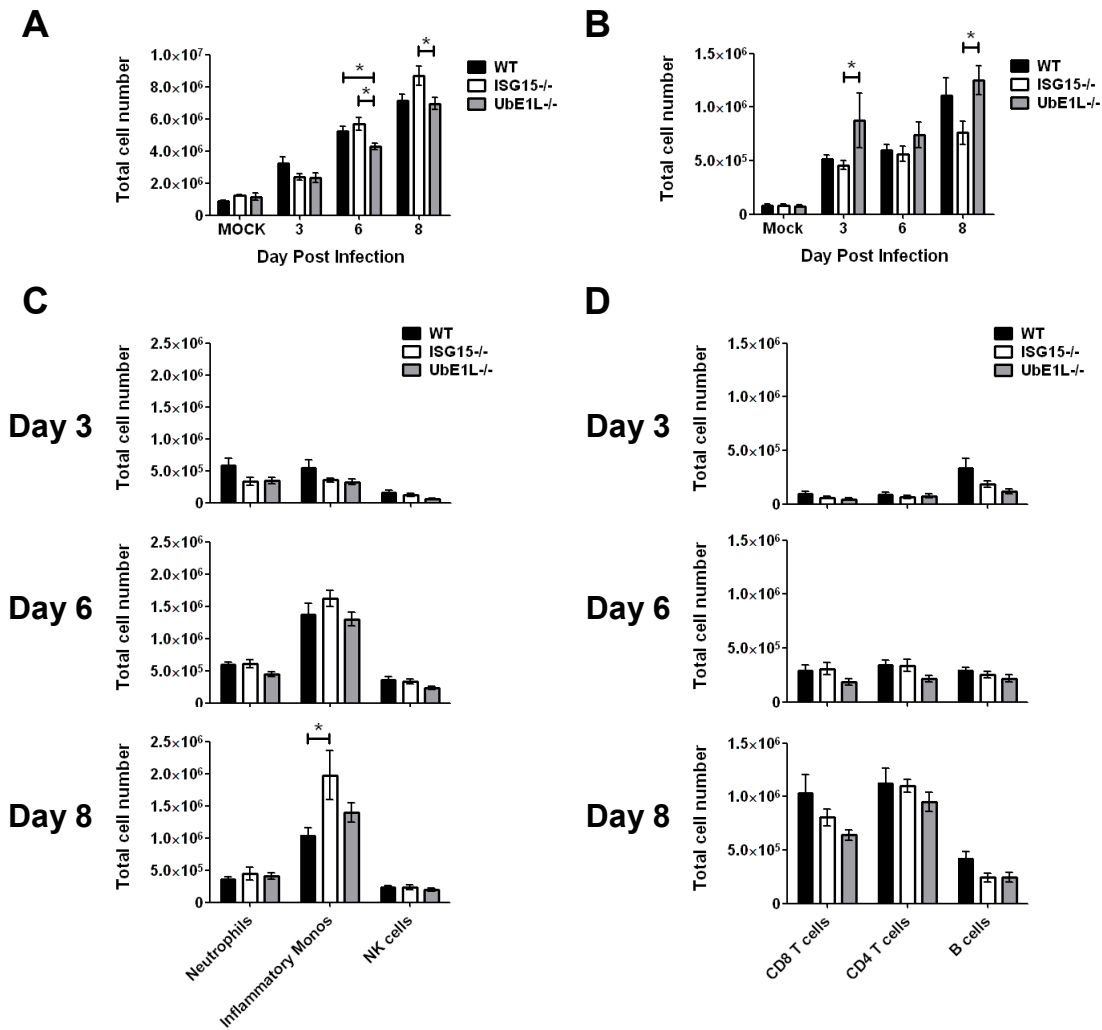 A
Total cell number
1.0×10⁷
8.0×10⁶
6.0×10⁶
4.0×10⁶
2.0×10⁶
0
*
*
*
WT
ISG15-/-
UbE1L-/-
MOCK 3 6 8
Day Post Infection
B
Total cell number
1.5×10⁶
1.0×10⁶
5.0×10⁵
0
*
*
WT
ISG15-/-
UbE1L-/-
Mock 3 6 8
Day Post Infection
C
WT
ISG15-/-
UbE1L-/-
Day 3
Total cell number
2.5×10⁶
2.0×10⁶
1.5×10⁶
1.0×10⁶
5.0×10⁵
0
Day 6
Total cell number
2.5×10⁶
2.0×10⁶
1.5×10⁶
1.0×10⁶
5.0×10⁵
0
Day 8
Total cell number
2.5×10⁶
2.0×10⁶
1.5×10⁶
1.0×10⁶
5.0×10⁵
0
*
Neutrophils
Inflammatory Monos
NK cells
D
WT
ISG15-/-
UbE1L-/-
Day 3
Total cell number
1.5×10⁶
1.0×10⁶
5.0×10⁵
0
Day 6
Total cell number
1.5×10⁶
1.0×10⁶
5.0×10⁵
0
Day 8
Total cell number
1.5×10⁶
1.0×10⁶
5.0×10⁵
0
CD8 T cells
CD4 T cells
B cells